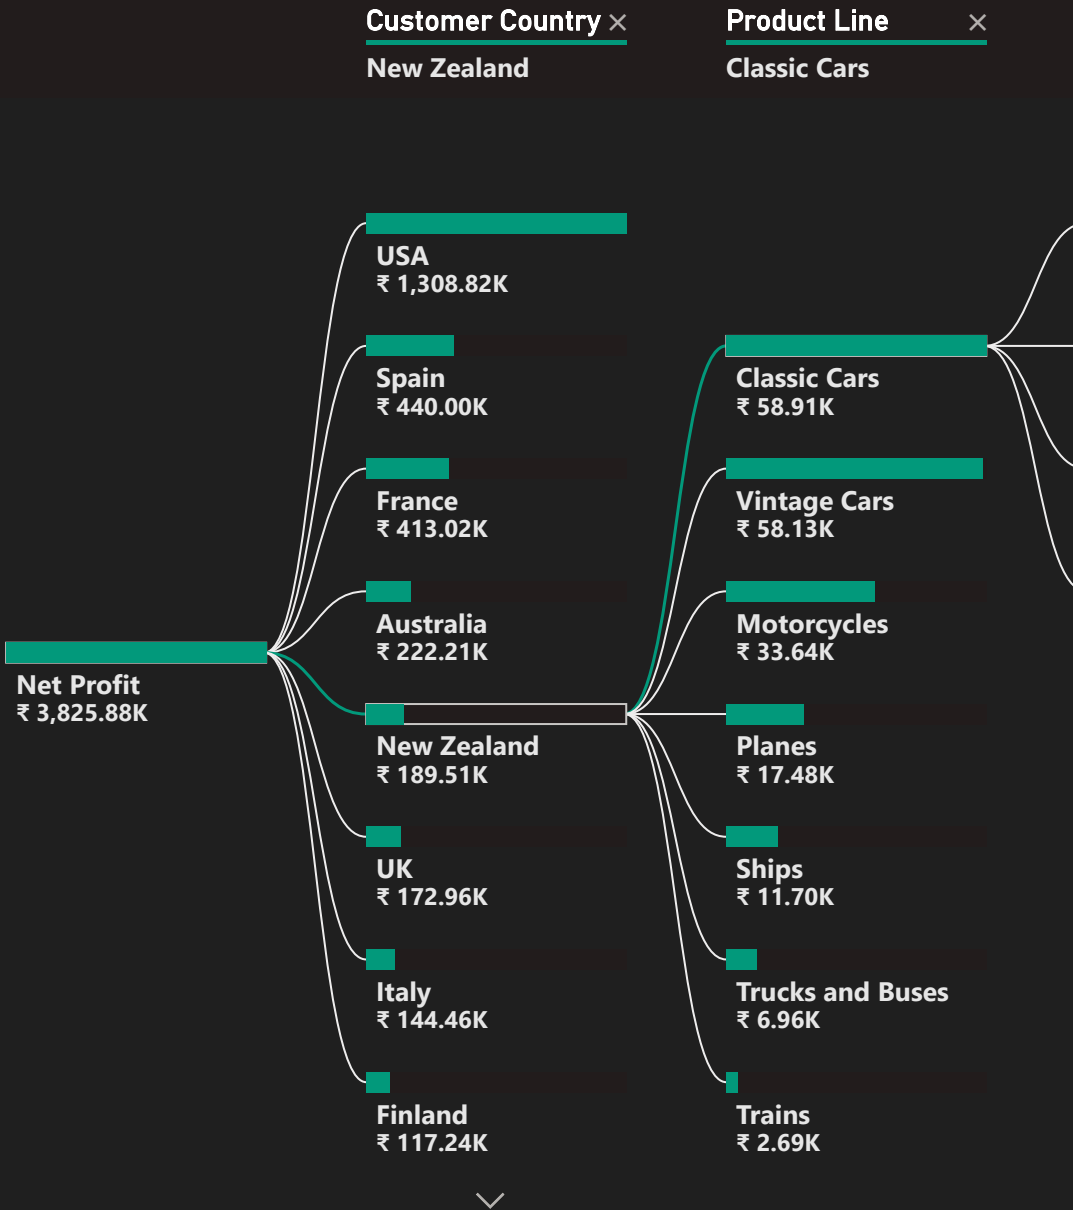 Customer Country
Product Line
New Zealand
Classic Cars
Net Profit
₹ 3,825.88K
USA
₹ 1,308.82K
Spain
₹ 440.00K
France
₹ 413.02K
Australia
₹ 222.21K
New Zealand
₹ 189.51K
UK
₹ 172.96K
Italy
₹ 144.46K
Finland
₹ 117.24K
Classic Cars
₹ 58.91K
Vintage Cars
₹ 58.13K
Motorcycles
₹ 33.64K
Planes
₹ 17.48K
Ships
₹ 11.70K
Trucks and Buses
₹ 6.96K
Trains
₹ 2.69K